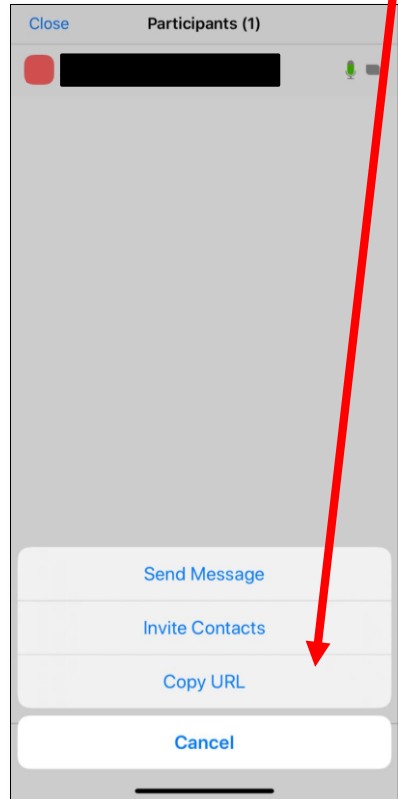 Close Participants (1)
Send Message
Invite Contacts
Copy URL
Cancel